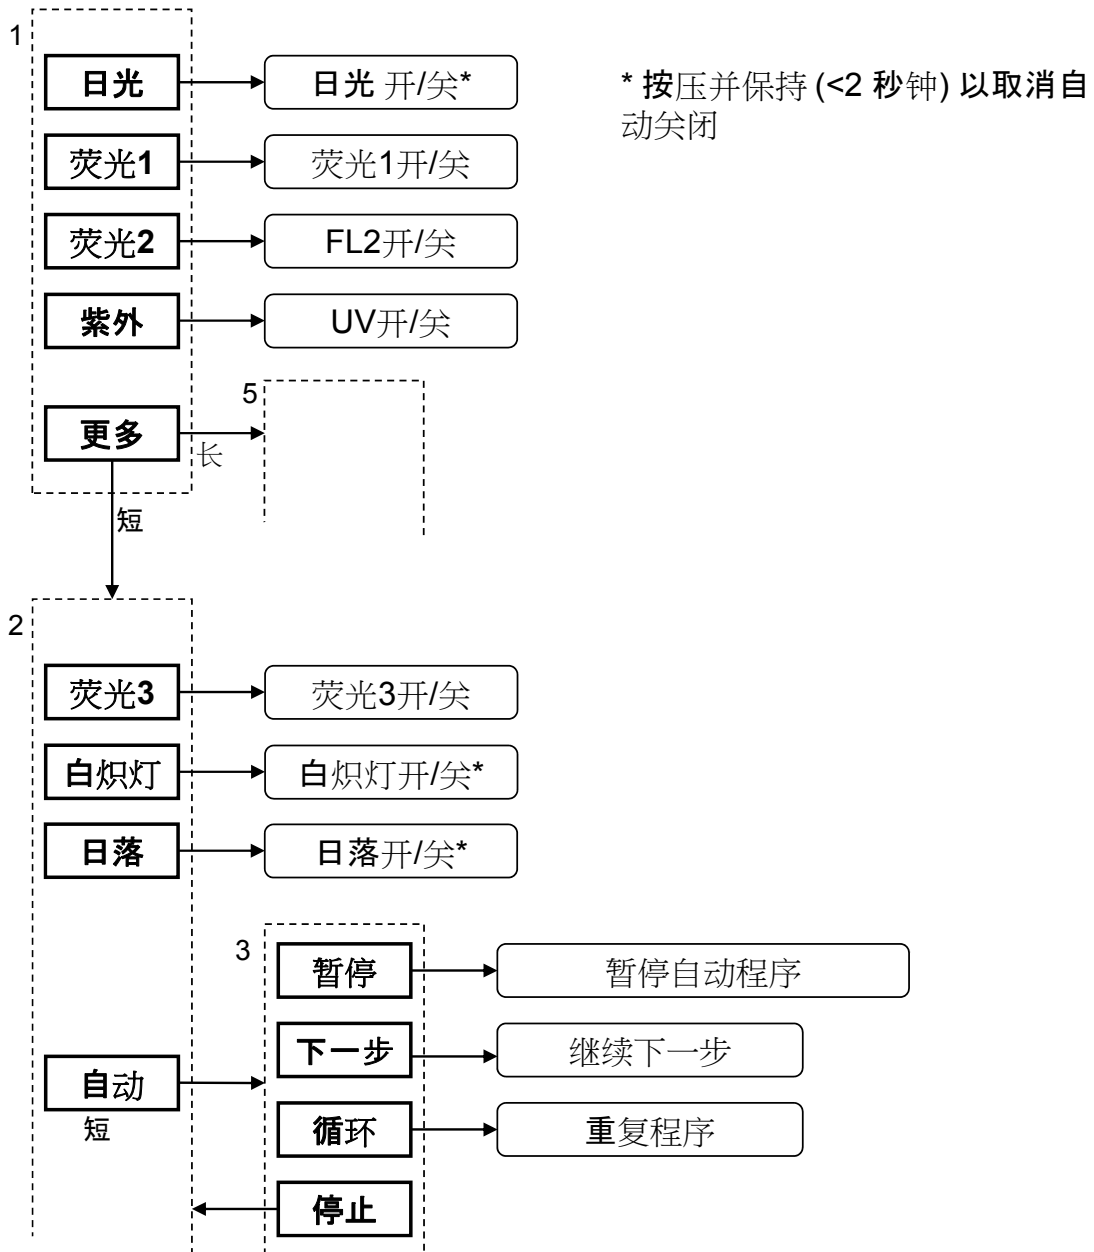 1
日光
日光 开/关*
* 按压并保持 (<2 秒钟) 以取消自
动关闭
荧光1
荧光1开/关
荧光2
FL2开/关
紫外
UV开/关
5
更多
长
短
2
荧光3
荧光3开/关
白炽灯
白炽灯开/关*
日落
日落开/关*
3
暂停
暂停自动程序
下一步
继续下一步
自动
短
循环
重复程序
停止